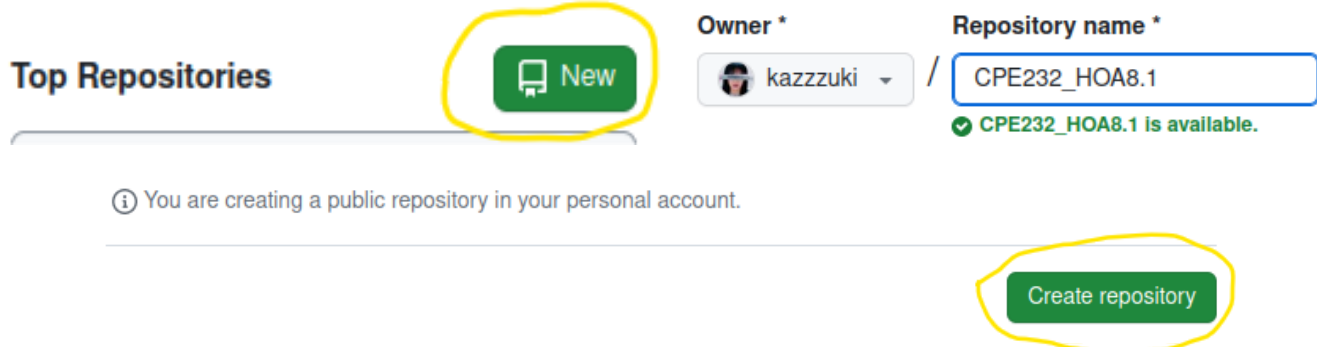 Top Repositories
New
Owner *
Repository name *
kazzzuki
/
CPE232_HOA8.1
CPE232_HOA8.1 is available.
You are creating a public repository in your personal account.
Create repository